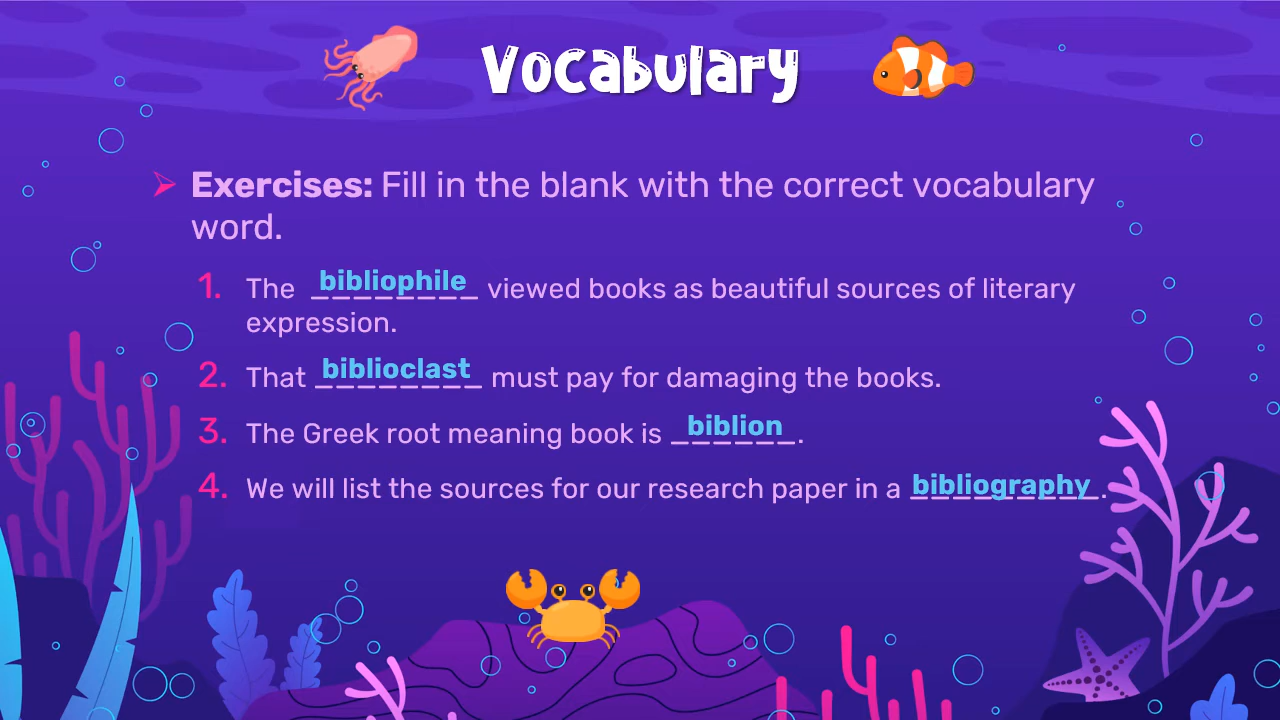 Vocabulary
➢ Exercises: Fill in the blank with the correct vocabulary
word.
1. The bibliophile viewed books as beautiful sources of literary
expression.
2. That biblioclast must pay for damaging the books.
3. The Greek root meaning book is biblion.
4. We will list the sources for our research paper in a bibliography.